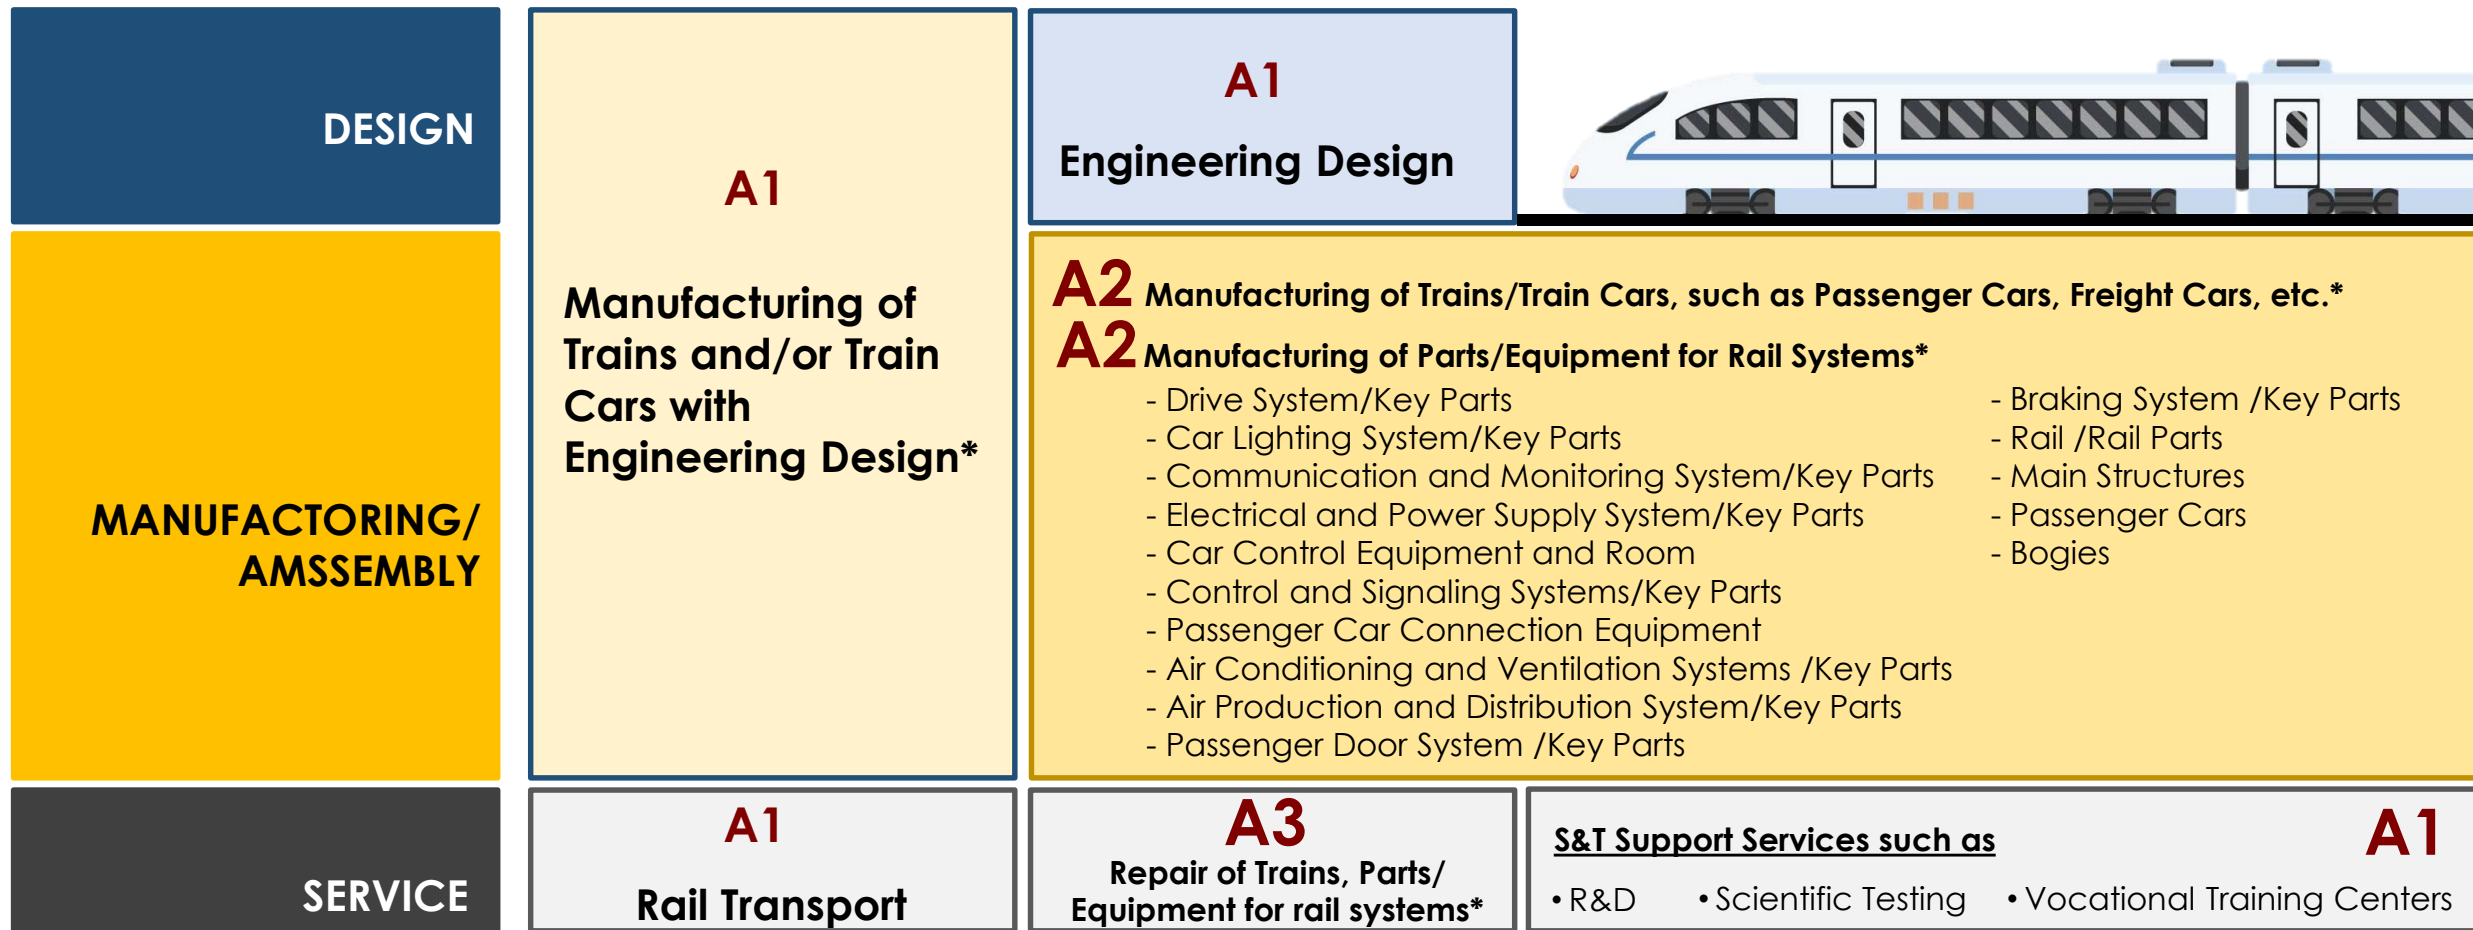 DESIGN
A1
Manufacturing of
Trains and/or Train
Cars with
Engineering Design*
A1
Engineering Design
MANUFACTORING/
AMSSEMBLY
A2 Manufacturing of Trains/Train Cars, such as Passenger Cars, Freight Cars, etc.*
A2 Manufacturing of Parts/Equipment for Rail Systems*
- Drive System/Key Parts
- Car Lighting System/Key Parts
- Communication and Monitoring System/Key Parts
- Electrical and Power Supply System/Key Parts
- Car Control Equipment and Room
- Control and Signaling Systems/Key Parts
- Passenger Car Connection Equipment
- Air Conditioning and Ventilation Systems /Key Parts
- Air Production and Distribution System/Key Parts
- Passenger Door System /Key Parts
- Braking System /Key Parts
- Rail /Rail Parts
- Main Structures
- Passenger Cars
- Bogies
SERVICE
A1
Rail Transport
A3
Repair of Trains, Parts/
Equipment for rail systems*
S&T Support Services such as
A1
• R&D • Scientific Testing • Vocational Training Centers